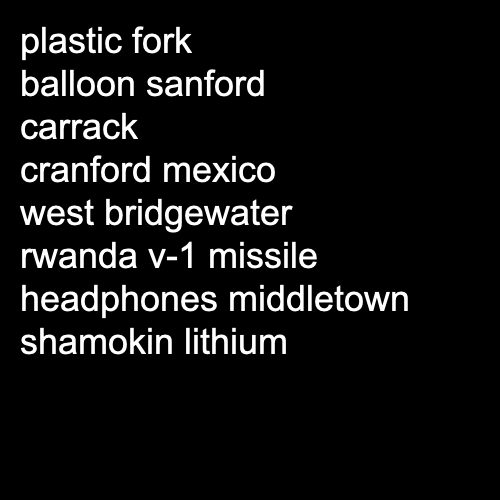 plastic fork
balloon sanford
carrack
cranford mexico
west bridgewater
rwanda v-1 missile
headphones middletown
shamokin lithium